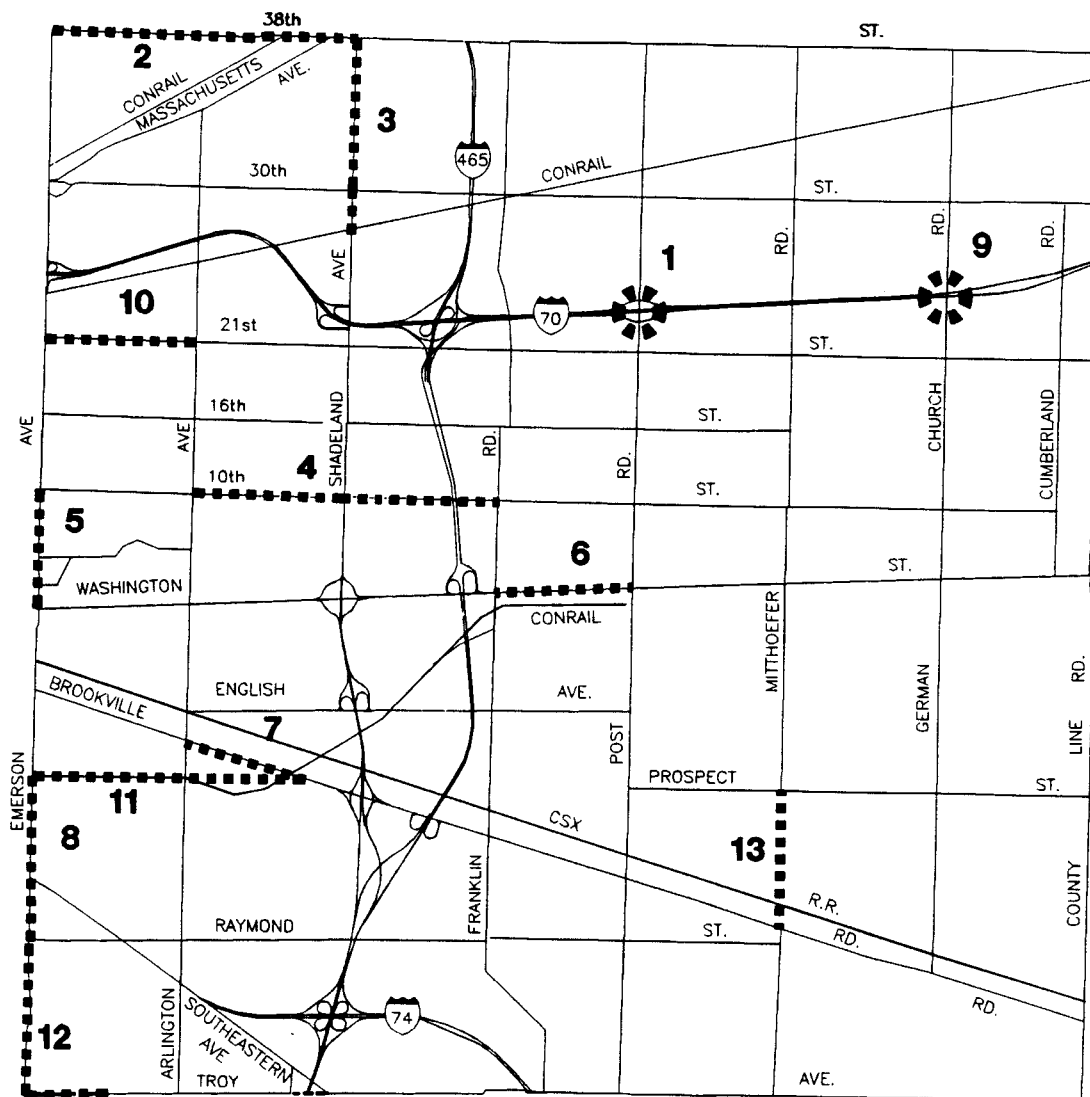 38th
ST.
2
CONRAIL
MASSACHUSETTS
AVE.
3
465
CONRAIL
30th
ST.
RD.
RD.
RD.
AVE
1
9
10
70
21st
ST.
16th
ST.
AVE
AVE
SHADELAND
RD.
RD.
CHURCH
CUMBERLAND
4
10th
ST.
5
6
ST.
WASHINGTON
CONRAIL
MITTHOEFER
GERMAN
RD.
LINE
COUNTY
ENGLISH
AVE.
BROOKVILLE
7
POST
PROSPECT
ST.
EMERSON
11
8
CSX
13
R.R.
RD.
RD.
FRANKLIN
RAYMOND
ST.
74
12
ARLINGTON
SOUTHEASTERN
AVE
TROY
AVE.